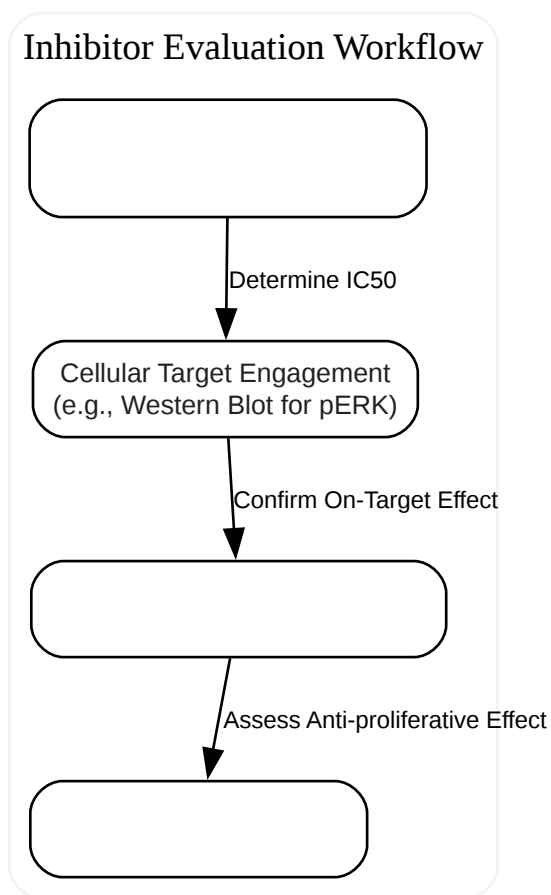 Inhibitor Evaluation Workflow
Determine IC50
Cellular Target Engagement
(e.g., Western Blot for pERK)
Confirm On-Target Effect
Assess Anti-proliferative Effect